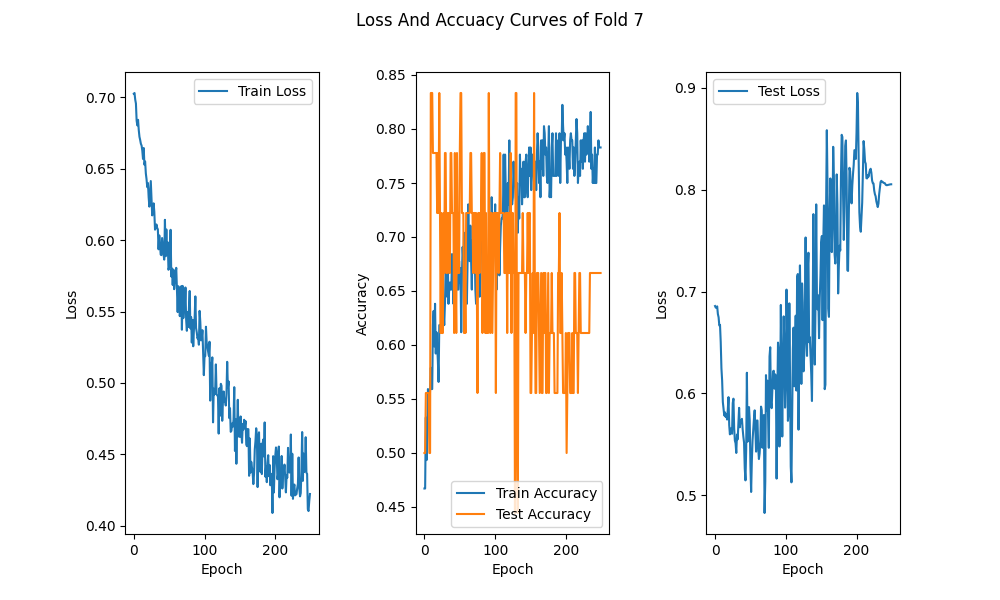 Loss And Accuacy Curves of Fold 7
Train Loss
0.70
0.65
0.60
0.55
0.50
0.45
0.40
Loss
0
100
200
Epoch
0.85
0.80
0.75
0.70
0.65
0.60
0.55
0.50
0.45
Accuracy
Train Accuracy
Test Accuracy
0
100
200
Epoch
Test Loss
0.9
0.8
0.7
0.6
0.5
Loss
0
100
200
Epoch